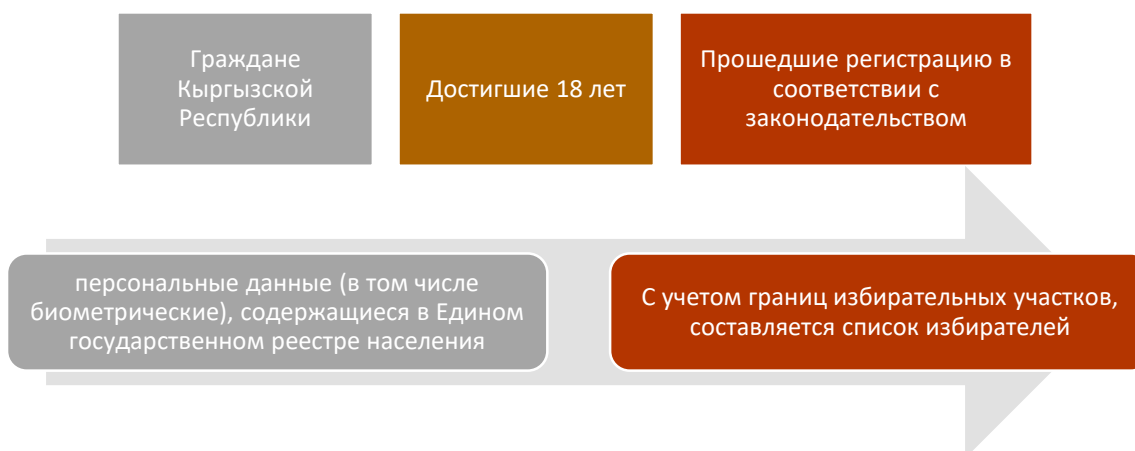 Граждане
Кыргызской
Республики
Достигшие 18 лет
Прошедшие регистрацию в
соответствии с
законодательством
персональные данные (в том числе
биометрические), содержащиеся в Едином
государственном реестре населения
С учетом границ избирательных участков,
составляется список избирателей